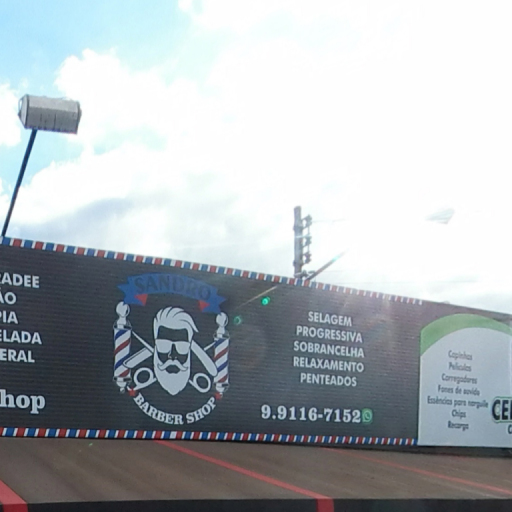 ADEE
ÃO
PIA
ELADA
ERAL
hop
SANDRO
BARBER SHOP
SELAGEM
PROGRESSIVA
SOBRANCELHA
RELAXAMENTO
PENTEADOS
9.9116-7152
Capinhas
Películas
Carregadores
Fones de ouvido
Essências para narguile
Chips
Recarga
CE